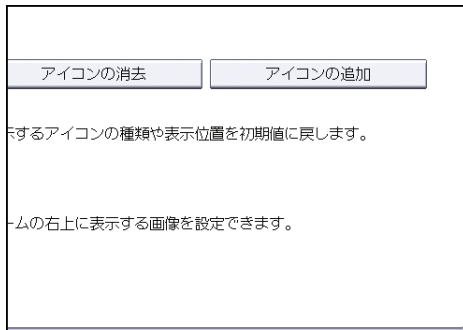 アイコンの消去 アイコンの追加
するアイコンの種類や表示位置を初期値に戻します。
ームの右上に表示する画像を設定できます。